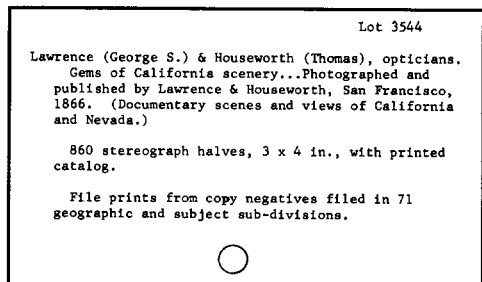 Lot 3544
Lawrence (George S.) & Houseworth (Thomas), opticians.
Gems of California scenery...Photographed and
published by Lawrence & Houseworth, San Francisco,
1866. (Documentary scenes and views of California
and Nevada.)
860 stereograph halves, 3 x 4 in., with printed
catalog.
File prints from copy negatives filed in 71
geographic and subject sub-divisions.